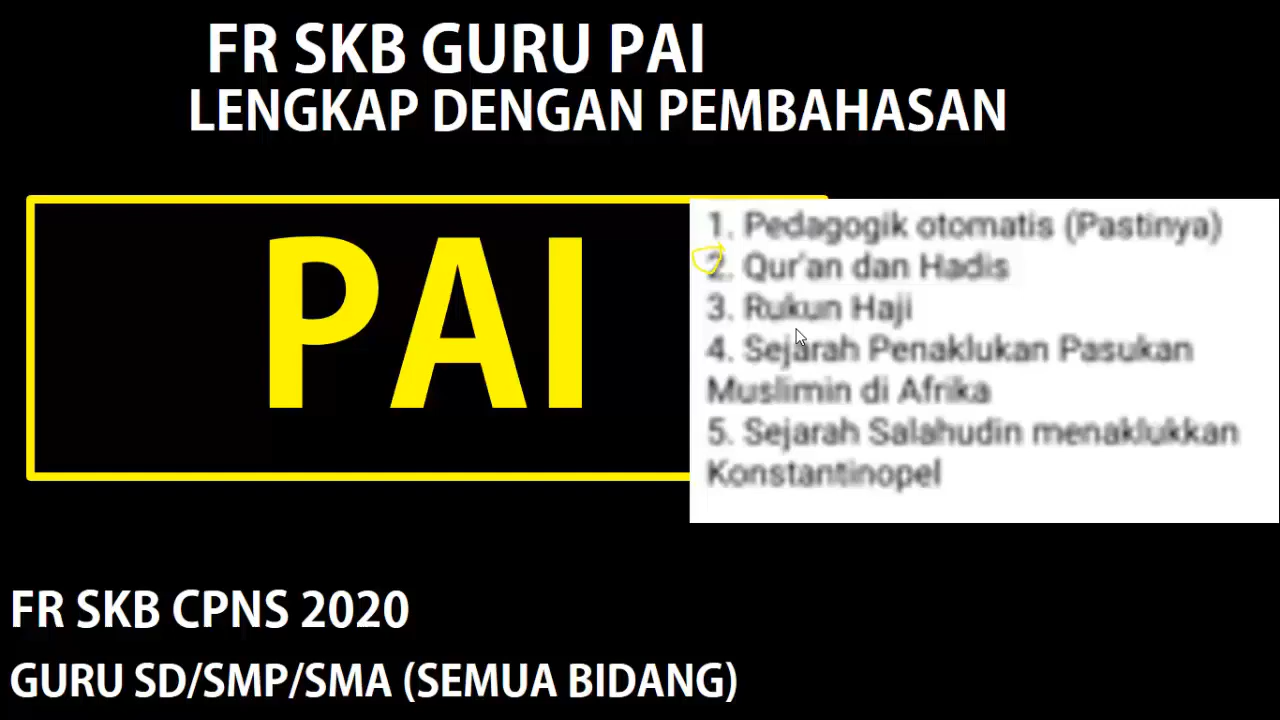 FR SKB GURU PAI
LENGKAP DENGAN PEMBAHASAN
PAI
1. Pedagogik otomatis (Pastinya)
2. Qur'an dan Hadis
3. Rukun Haji
4. Sejarah Penaklukan Pasukan
Muslimin di Afrika
5. Sejarah Salahudin menaklukkan
Konstantinopel
FR SKB CPNS 2020
GURU SD/SMP/SMA (SEMUA BIDANG)